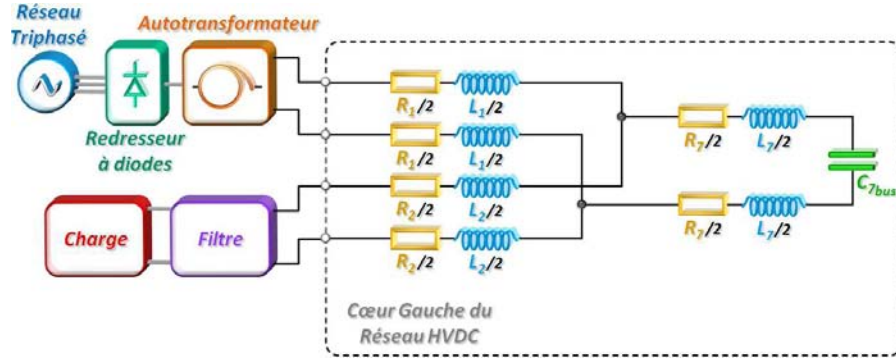 Réseau
Triphasé
Autotransformateur
Redresseur
à diodes
R1/2
L1/2
R1/2
L1/2
R2/2
L2/2
R2/2
L2/2
R7/2
L7/2
R7/2
L7/2
C7bus
Charge
Filtre
Cœur Gauche du
Réseau HVDC